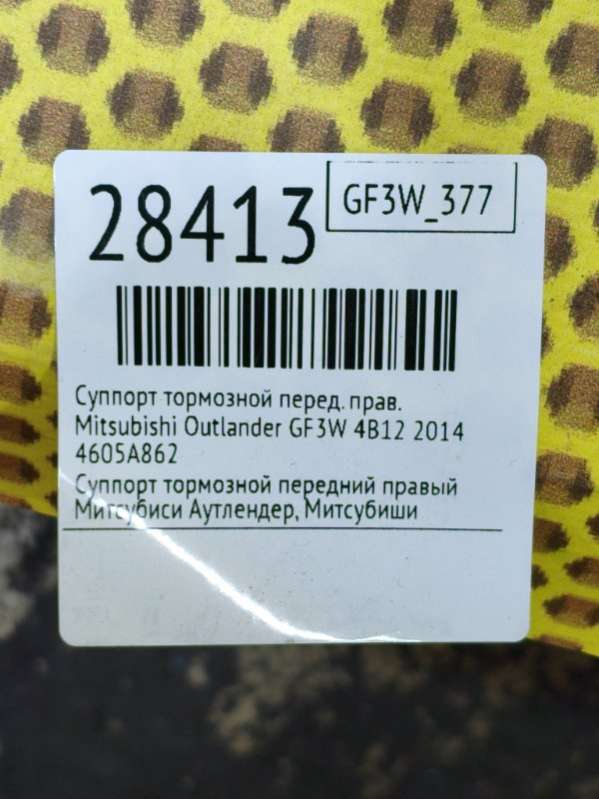 28413
GF3W_377
Суппорт тормозной перед. прав.
Mitsubishi Outlander GF3W 4B12 2014
4605A862
Суппорт тормозной передний правый
Митсубиси Аутлендер, Митсубиши